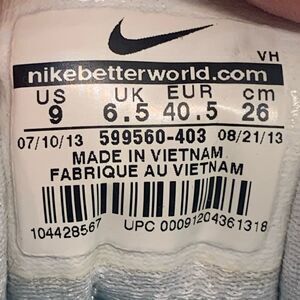 VH
nikebetterworld.com
US UK EUR cm
9 6.5 40.5 26
07/10/13 599560-403 08/21/13
MADE IN VIETNAM
FABRIQUE AU VIETNAM
104428567 UPC 00091204361318